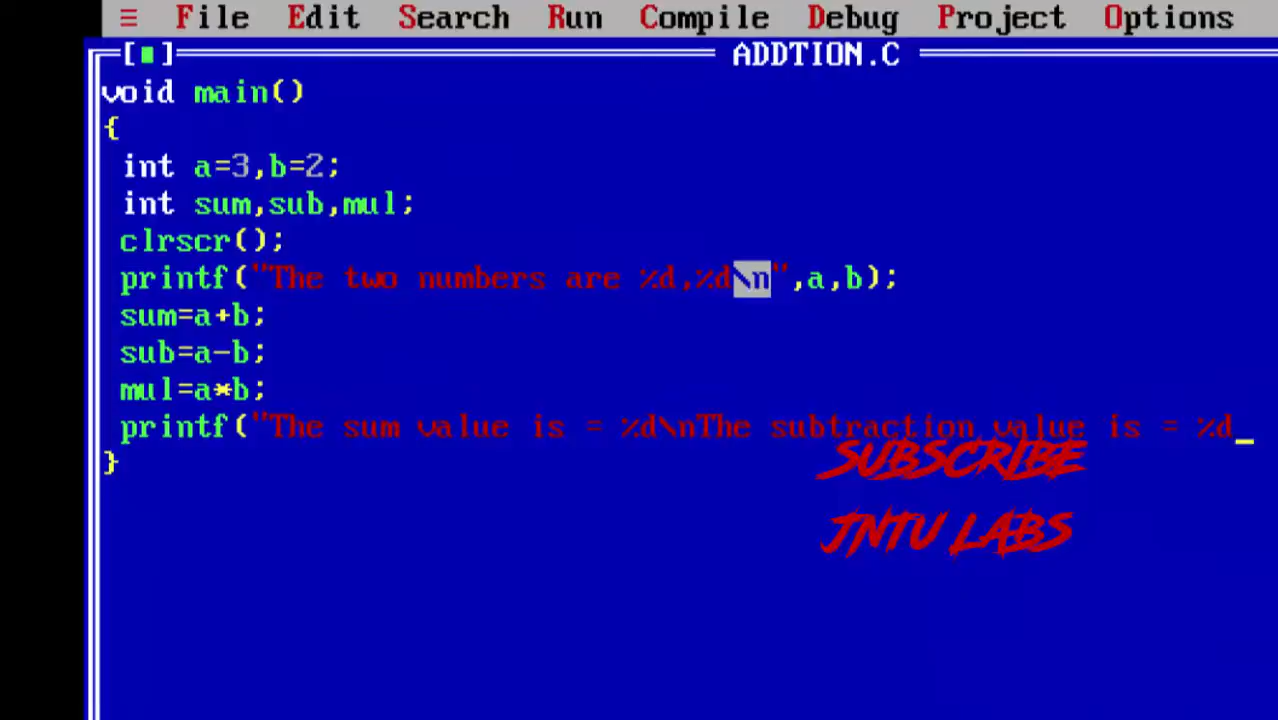 ≡ File Edit Search Run Compile Debug Project Options
[■] ADDTION.C
void main()
{
int a=3,b=2;
int sum,sub,mul;
clrscr();
printf("The two numbers are %d,%d\n",a,b);
sum=a+b;
sub=a-b;
mul=a*b;
printf("The sum value is = %d\nThe subtraction value is = %d_
}
SUBSCRIBE
JNTU LABS